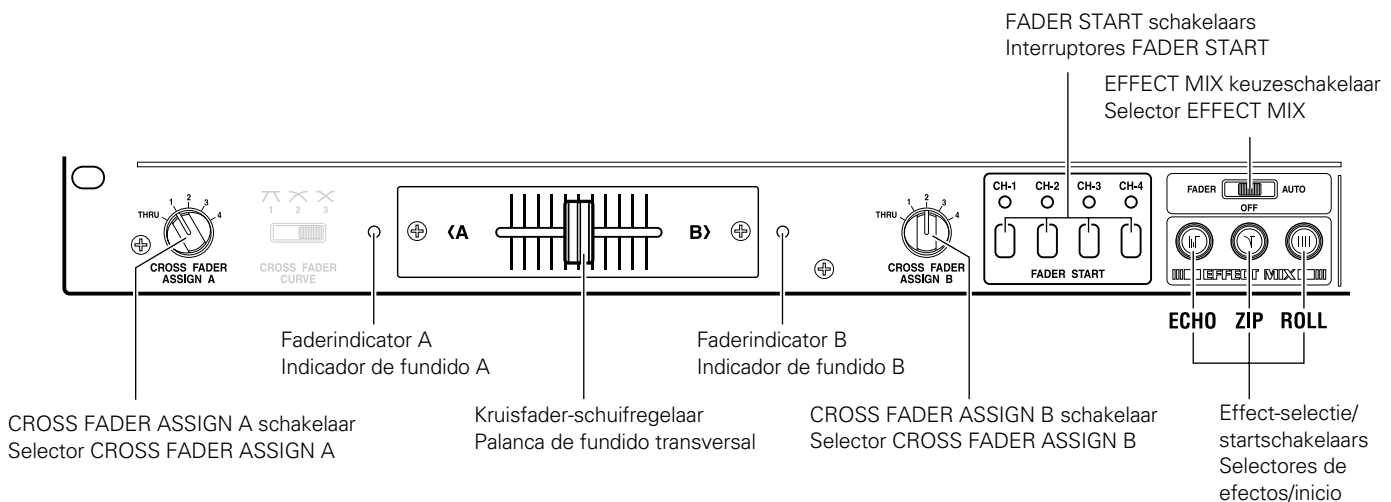 FADER START schakelaars
Interruptores FADER START
EFFECT MIX keuzeschakelaar
Selector EFFECT MIX
THRU 1 2 3 4
CROSS FADER
ASSIGN A
1 2 3
CROSS FADER
CURVE
⟨A
B⟩
THRU 1 2 3 4
CROSS FADER
ASSIGN B
CH-1 CH-2 CH-3 CH-4
FADER START
FADER AUTO
OFF
EFFECT MIX
ECHO ZIP ROLL
Faderindicator A
Indicador de fundido A
Faderindicator B
Indicador de fundido B
CROSS FADER ASSIGN A schakelaar
Selector CROSS FADER ASSIGN A
Kruisfader-schuifregelaar
Palanca de fundido transversal
CROSS FADER ASSIGN B schakelaar
Selector CROSS FADER ASSIGN B
Effect-selectie/
startschakelaars
Selectores de
efectos/inicio